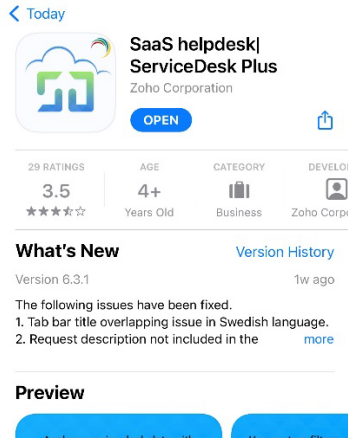 Today
SaaS helpdesk|
ServiceDesk Plus
Zoho Corporation
OPEN
29 RATINGS
AGE
CATEGORY
DEVELO
3.5
4+
Years Old
Business
Zoho Corpo
What's New
Version History
Version 6.3.1
1w ago
The following issues have been fixed.
1. Tab bar title overlapping issue in Swedish language.
2. Request description not included in the
more
Preview